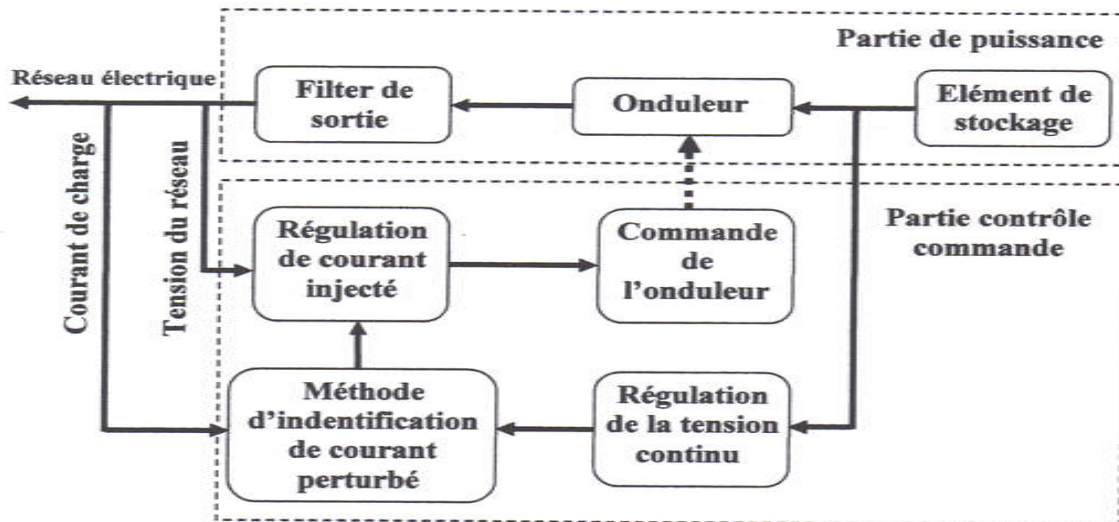 Partie de puissance
Réseau électrique
Filter de
sortie
Onduleur
Elément de
stockage
Courant de charge
Tension du réseau
Régulation
de courant
injecté
Commande
de
l'onduleur
Partie contrôle
commande
Méthode
d'indentification
de courant
perturbé
Régulation
de la tension
continu